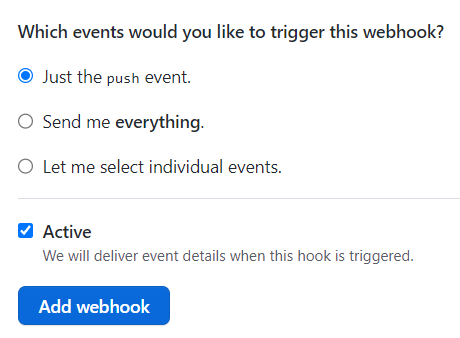 Which events would you like to trigger this webhook?
Just the push event.
Send me everything.
Let me select individual events.
Active
We will deliver event details when this hook is triggered.
Add webhook